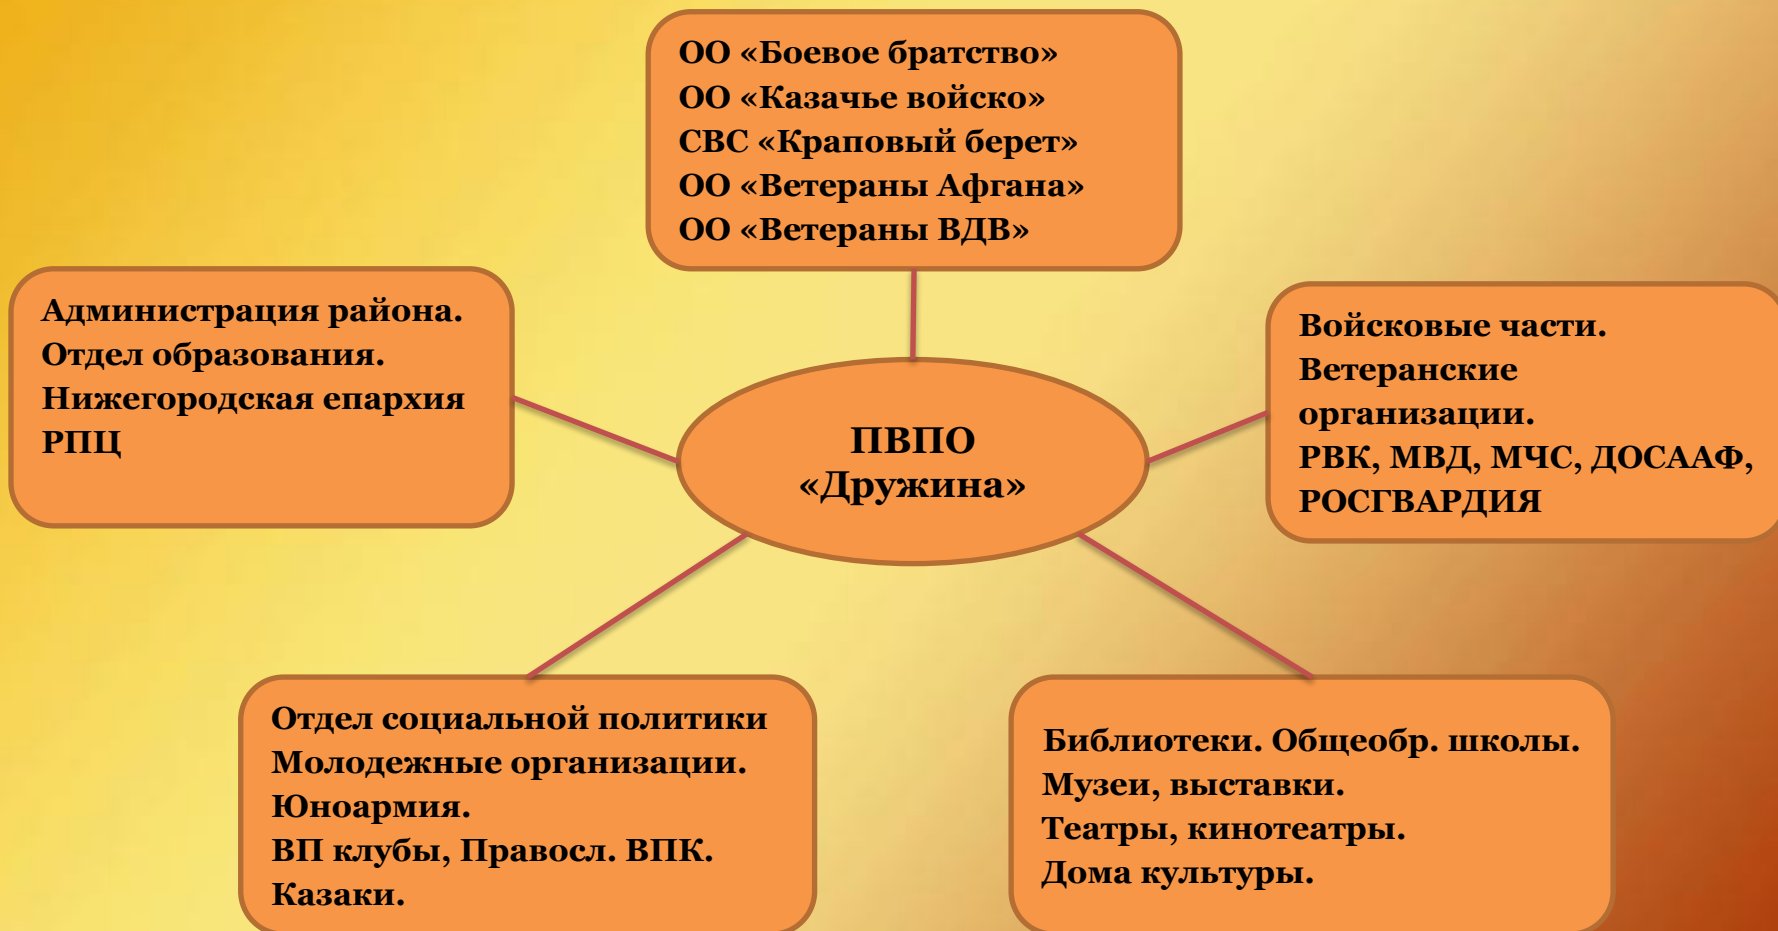 ОО «Боевое братство»
ОО «Казачье войско»
СВС «Краповый берет»
ОО «Ветераны Афгана»
ОО «Ветераны ВДВ»
Администрация района.
Отдел образования.
Нижегородская епархия
РПЦ
Войсковые части.
Ветеранские
организации.
РВК, МВД, МЧС, ДОСААФ,
РОСГВАРДИЯ
ПВПО
«Дружина»
Отдел социальной политики
Молодежные организации.
Юноармия.
ВП клубы, Правосл. ВПК.
Казаки.
Библиотеки. Общеобр. школы.
Музеи, выставки.
Театры, кинотеатры.
Дома культуры.